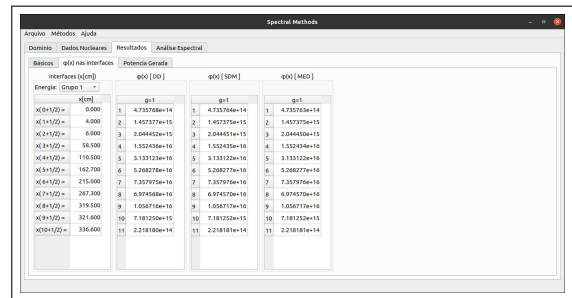 Spectral Methods
Arquivo Métodos Ajuda
Domínio Dados Nucleares Resultados Análise Espectral
Básicos φ(x) nas interfaces Potencia Gerada
Interfaces (x[cm]) φ(x) [ DD ] φ(x) [ SDM ] φ(x) [ MED ]
Energia: Grupo 1
x[cm] g=1 g=1 g=1
x( 0+1/2) = 0.000 1 4.735768e+14 1 4.735764e+14 1 4.735763e+14
x( 1+1/2) = 4.000 2 1.457377e+15 2 1.457375e+15 2 1.457375e+15
x( 2+1/2) = 6.000 3 2.044452e+15 3 2.044451e+15 3 2.044450e+15
x( 3+1/2) = 58.500 4 1.552436e+16 4 1.552435e+16 4 1.552434e+16
x( 4+1/2) = 110.500 5 3.133123e+16 5 3.133122e+16 5 3.133122e+16
x( 5+1/2) = 162.700 6 5.268278e+16 6 5.268277e+16 6 5.268277e+16
x( 6+1/2) = 215.000 7 7.357975e+16 7 7.357976e+16 7 7.357976e+16
x( 7+1/2) = 267.300 8 6.974568e+16 8 6.974570e+16 8 6.974570e+16
x( 8+1/2) = 319.500 9 1.056716e+16 9 1.056717e+16 9 1.056717e+16
x( 9+1/2) = 321.600 10 7.181250e+15 10 7.181252e+15 10 7.181252e+15
x(10+1/2) = 336.600 11 2.218180e+14 11 2.218181e+14 11 2.218181e+14